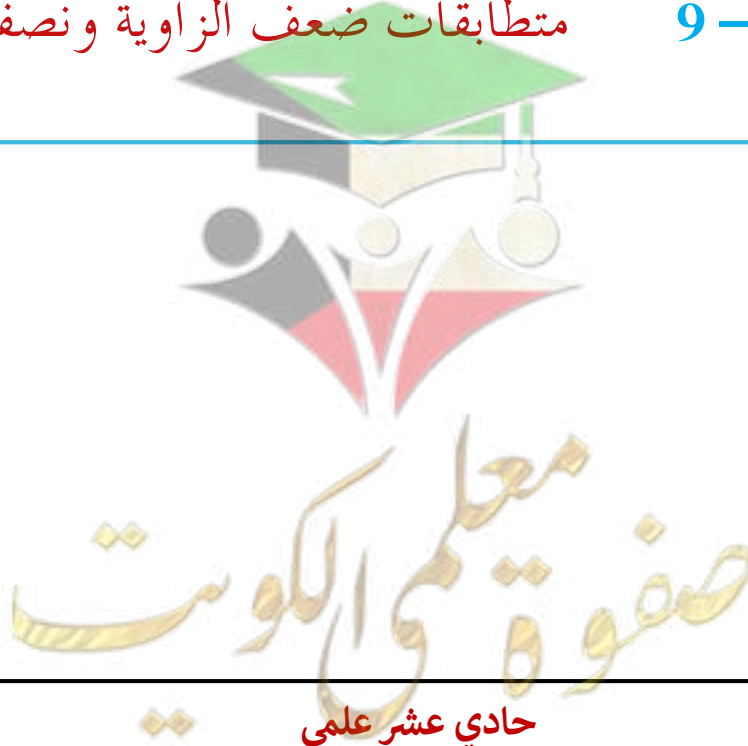 9 – متطابقات ضعف الزاوية ونصف
صفوة معلمي الكويت
حادي عشر علمي